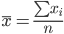 x̅ = ∑xᵢ / n